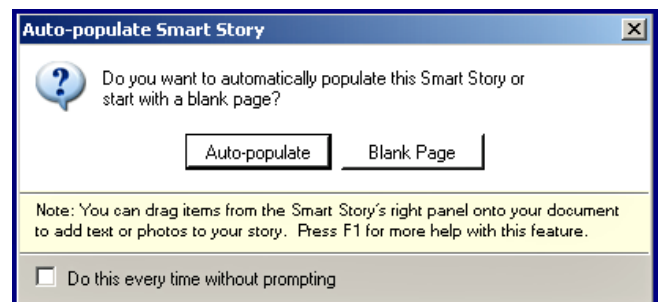 Auto-populate Smart Story
Do you want to automatically populate this Smart Story or
start with a blank page?
Auto-populate
Blank Page
Note: You can drag items from the Smart Story's right panel onto your document
to add text or photos to your story. Press F1 for more help with this feature.
Do this every time without prompting